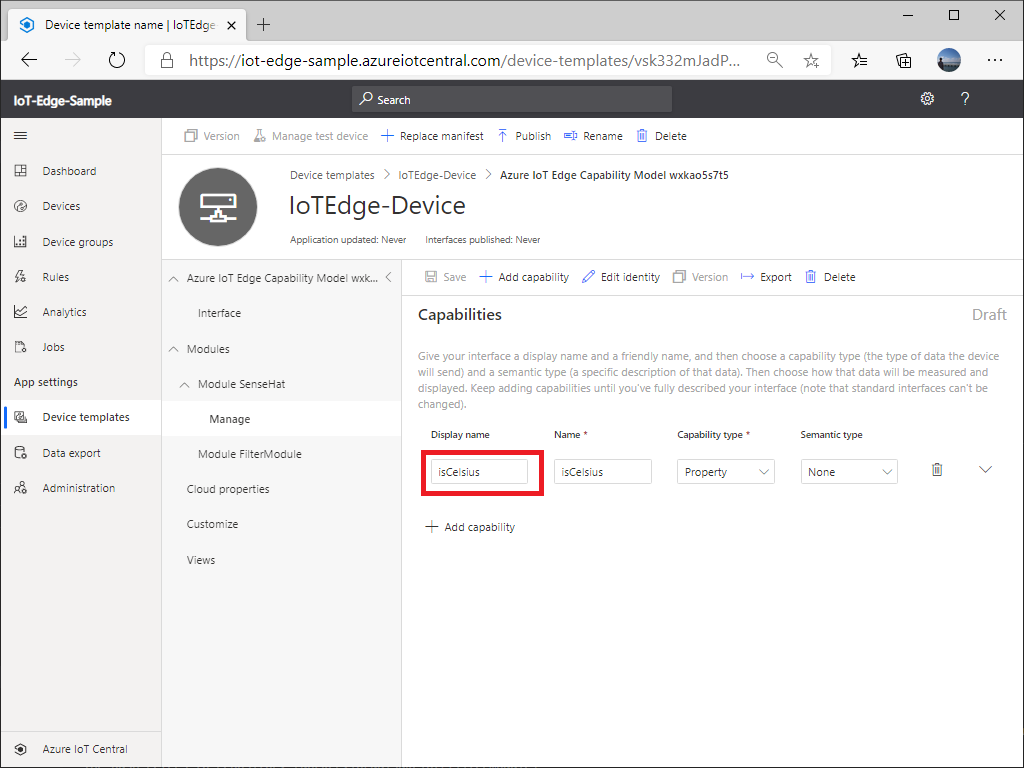 Device template name | IoTEdge
https://iot-edge-sample.azureiotcentral.com/device-templates/vsk332mJadP...
IoT-Edge-Sample
Search
?
Version
Manage test device
Replace manifest
Publish
Rename
Delete
Dashboard
Devices
Device groups
Rules
Analytics
Jobs
App settings
Device templates
Data export
Administration
Azure IoT Central
Device templates > IoTEdge-Device > Azure IoT Edge Capability Model wxkao5s7t5
IoTEdge-Device
Application updated: Never Interfaces published: Never
Azure IoT Edge Capability Model wxk...
Interface
Modules
Module SenseHat
Manage
Module FilterModule
Cloud properties
Customize
Views
Save
Add capability
Edit identity
Version
Export
Delete
Capabilities
Draft
Give your interface a display name and a friendly name, and then choose a capability type (the type of data the device
will send) and a semantic type (a specific description of that data). Then choose how that data will be measured and
displayed. Keep adding capabilities until you've fully described your interface (note that standard interfaces can't be
changed).
Display name Name * Capability type * Semantic type
isCelsius isCelsius Property None
Add capability